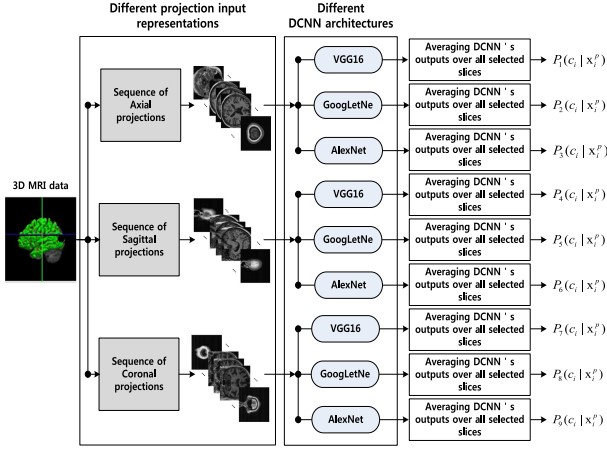 Different projection input
representations
Different
DCNN architectures
3D MRI data
Sequence of
Axial
projections
Sequence of
Sagittal
projections
Sequence of
Coronal
projections
VGG16
Averaging DCNN ' s
outputs over all selected
slices
P₁(cᵢ | xᵢᵖ)
GoogLetNe
Averaging DCNN ' s
outputs over all selected
slices
P₂(cᵢ | xᵢᵖ)
AlexNet
Averaging DCNN ' s
outputs over all selected
slices
P₃(cᵢ | xᵢᵖ)
VGG16
Averaging DCNN ' s
outputs over all selected
slices
P₄(cᵢ | xᵢᵖ)
GoogLetNe
Averaging DCNN ' s
outputs over all selected
slices
P₅(cᵢ | xᵢᵖ)
AlexNet
Averaging DCNN ' s
outputs over all selected
slices
P₆(cᵢ | xᵢᵖ)
VGG16
Averaging DCNN ' s
outputs over all selected
slices
P₇(cᵢ | xᵢᵖ)
GoogLetNe
Averaging DCNN ' s
outputs over all selected
slices
P₈(cᵢ | xᵢᵖ)
AlexNet
Averaging DCNN ' s
outputs over all selected
slices
P₉(cᵢ | xᵢᵖ)